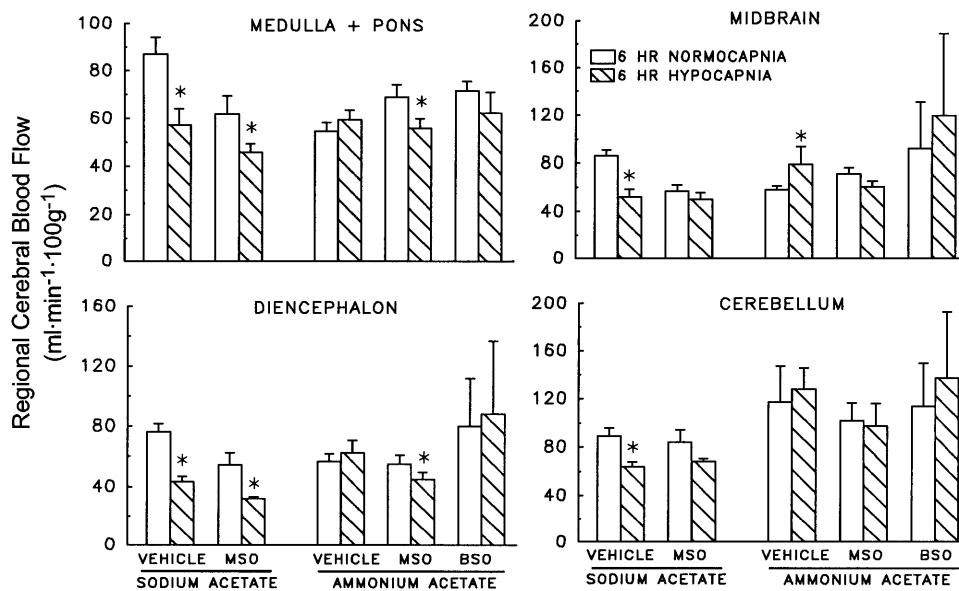 Regional Cerebral Blood Flow
(ml·min⁻¹·100g⁻¹)
MEDULLA + PONS
100
80
60
40
20
0
*
*
*
MIDBRAIN
6 HR NORMOCAPNIA
6 HR HYPOCAPNIA
200
160
120
80
40
0
*
*
DIENCEPHALON
160
120
80
40
0
*
*
*
VEHICLE MSO VEHICLE MSO BSO
SODIUM ACETATE AMMONIUM ACETATE
CEREBELLUM
200
160
120
80
40
0
*
VEHICLE MSO VEHICLE MSO BSO
SODIUM ACETATE AMMONIUM ACETATE